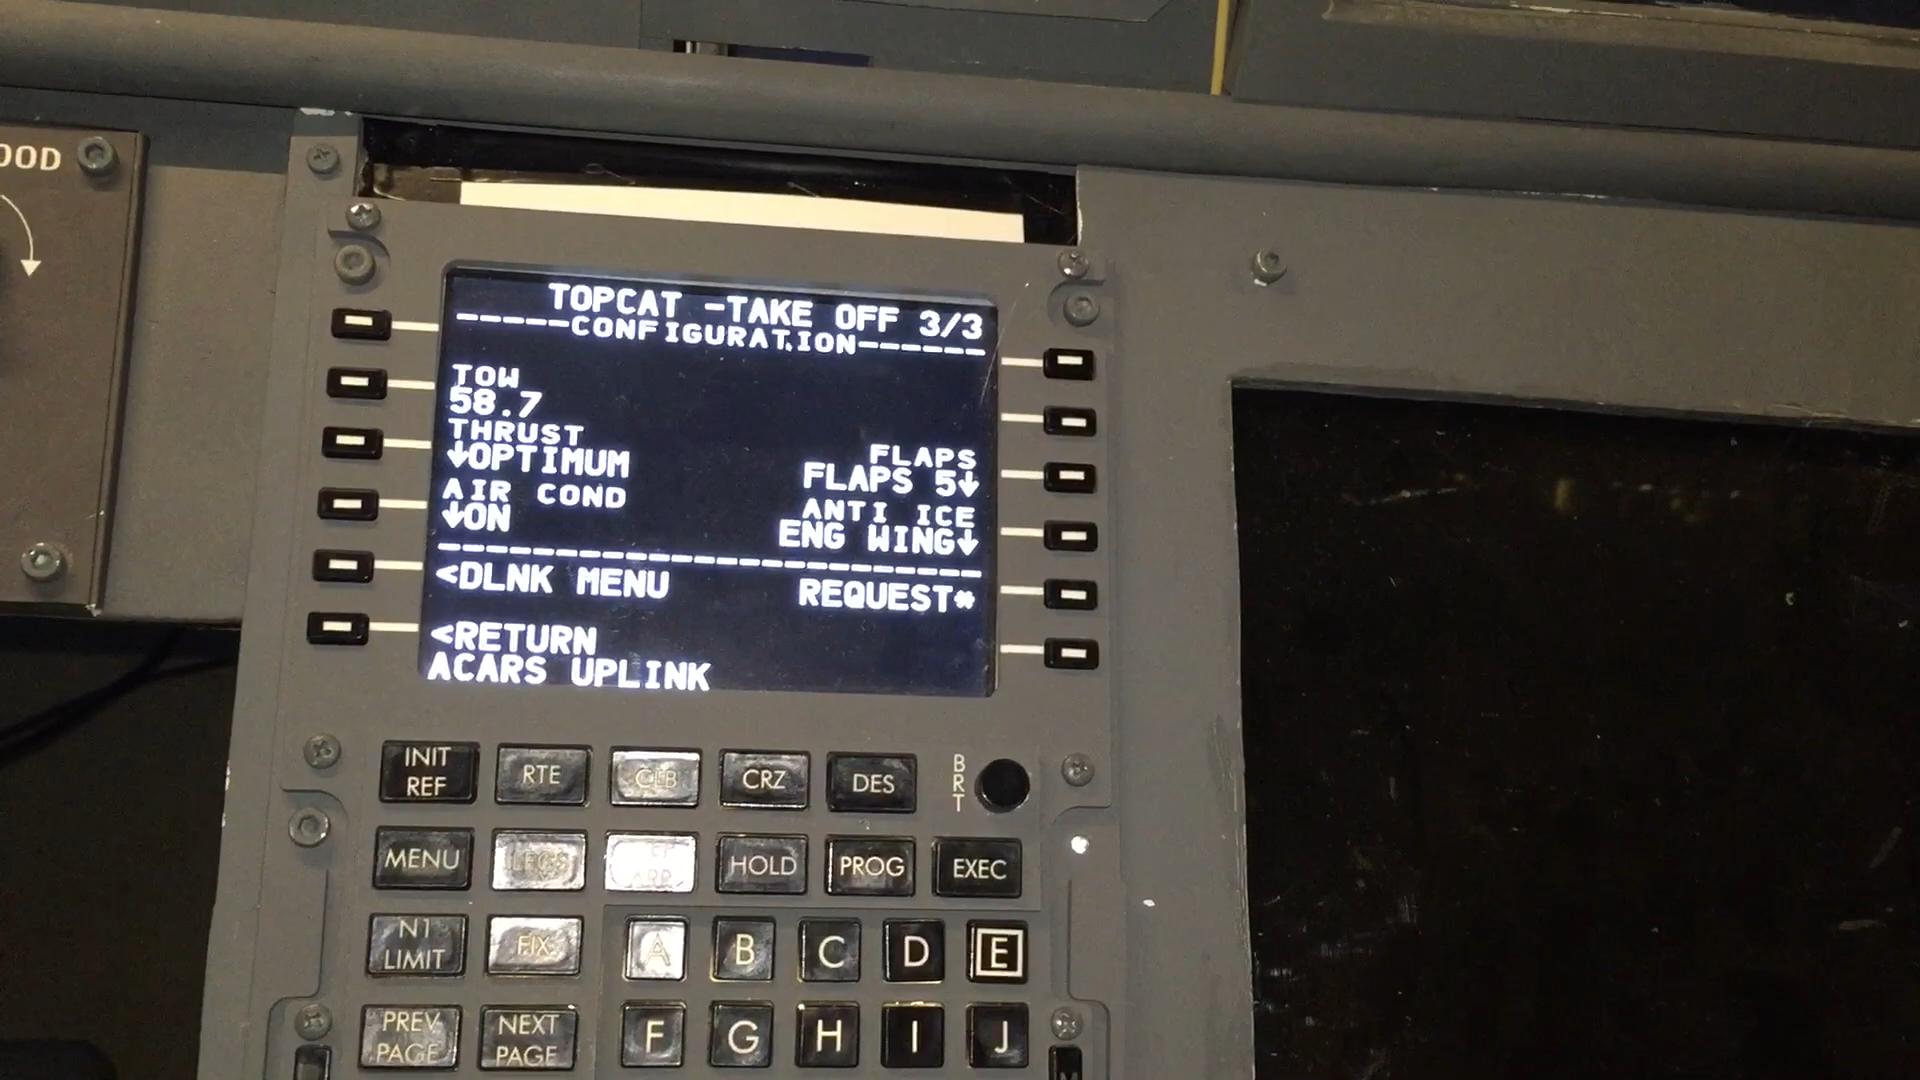 OOD
TOPCAT -TAKE OFF 3/3
-----CONFIGURATION------
TOW
58.7
THRUST
↓OPTIMUM
FLAPS
FLAPS 5↓
AIR COND
↓ON
ANTI ICE
ENG WING↓
------------------------
<DLNK MENU REQUEST*
<RETURN
ACARS UPLINK
INIT REF
RTE
CLB
CRZ
DES
BRT
MENU
LEGS
HOLD
PROG
EXEC
N1 LIMIT
FIX
A B C D E
PREV PAGE
NEXT PAGE
F G H I J
M